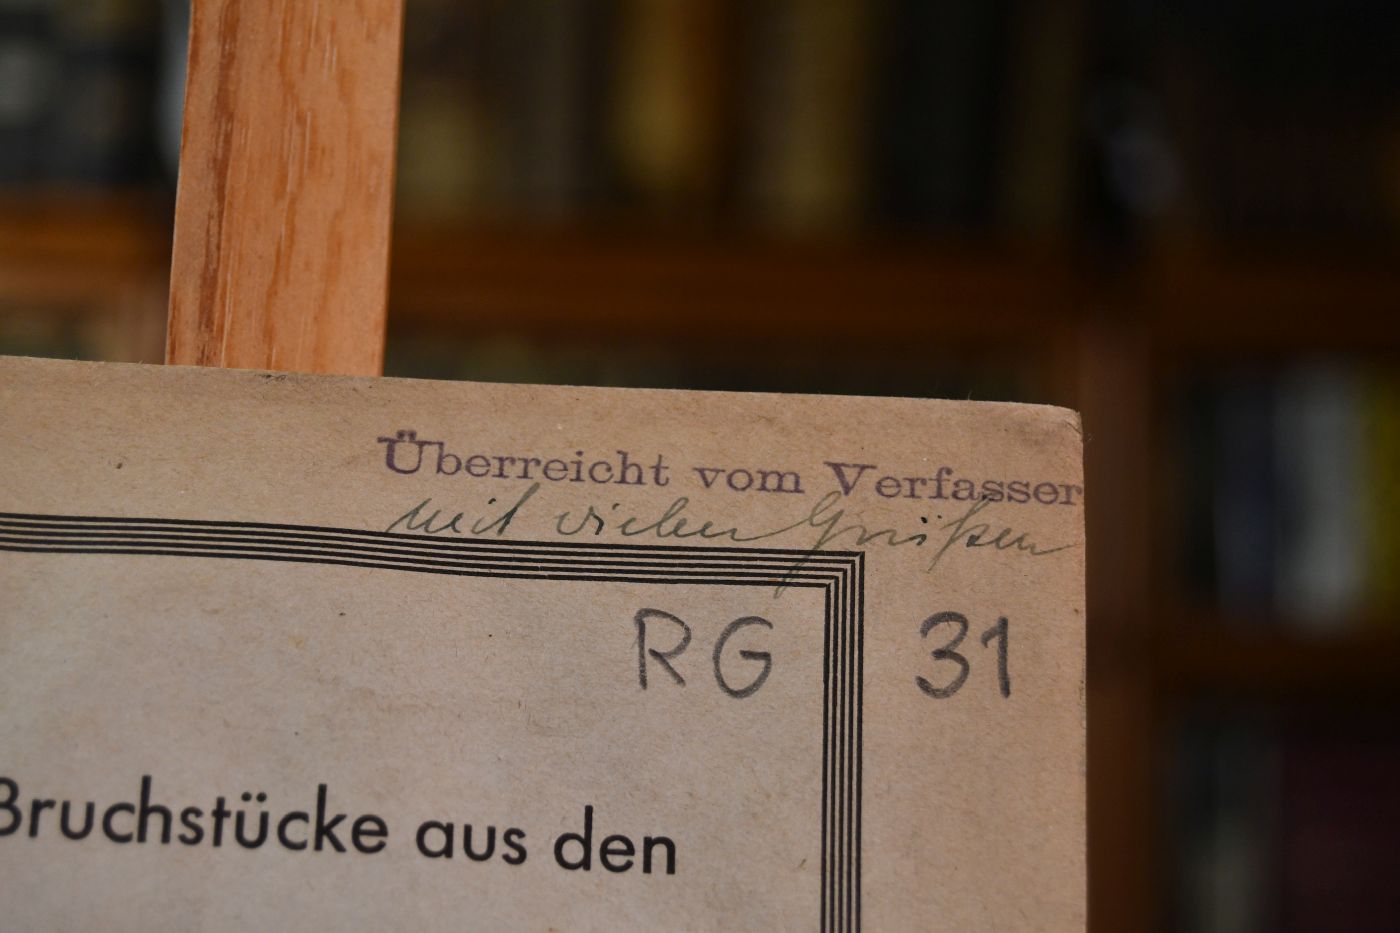 Überreicht vom Verfasser
mit vielen Grüßen
RG 31
Bruchstücke aus den